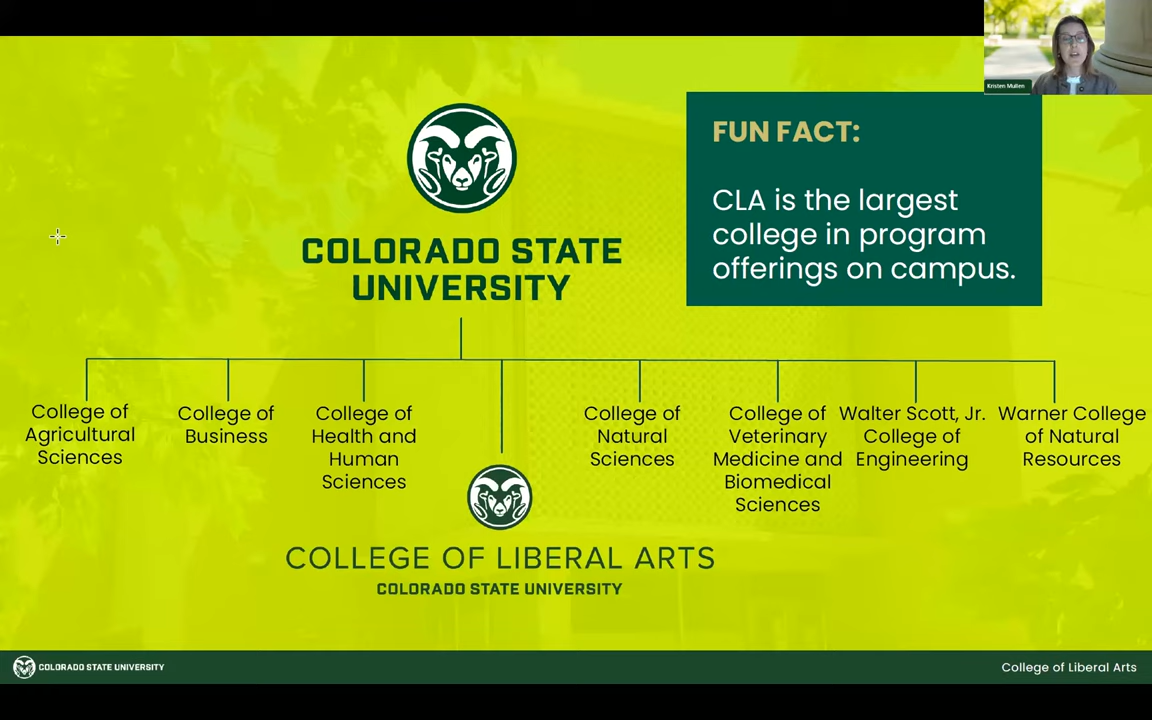 Kristen Mullen
FUN FACT:
CLA is the largest
college in program
offerings on campus.
COLORADO STATE
UNIVERSITY
College of
Agricultural
Sciences
College of
Business
College of
Health and
Human
Sciences
College of
Natural
Sciences
College of
Veterinary
Medicine and
Biomedical
Sciences
Walter Scott, Jr.
College of
Engineering
Warner College
of Natural
Resources
COLLEGE OF LIBERAL ARTS
COLORADO STATE UNIVERSITY
COLORADO STATE UNIVERSITY
College of Liberal Arts